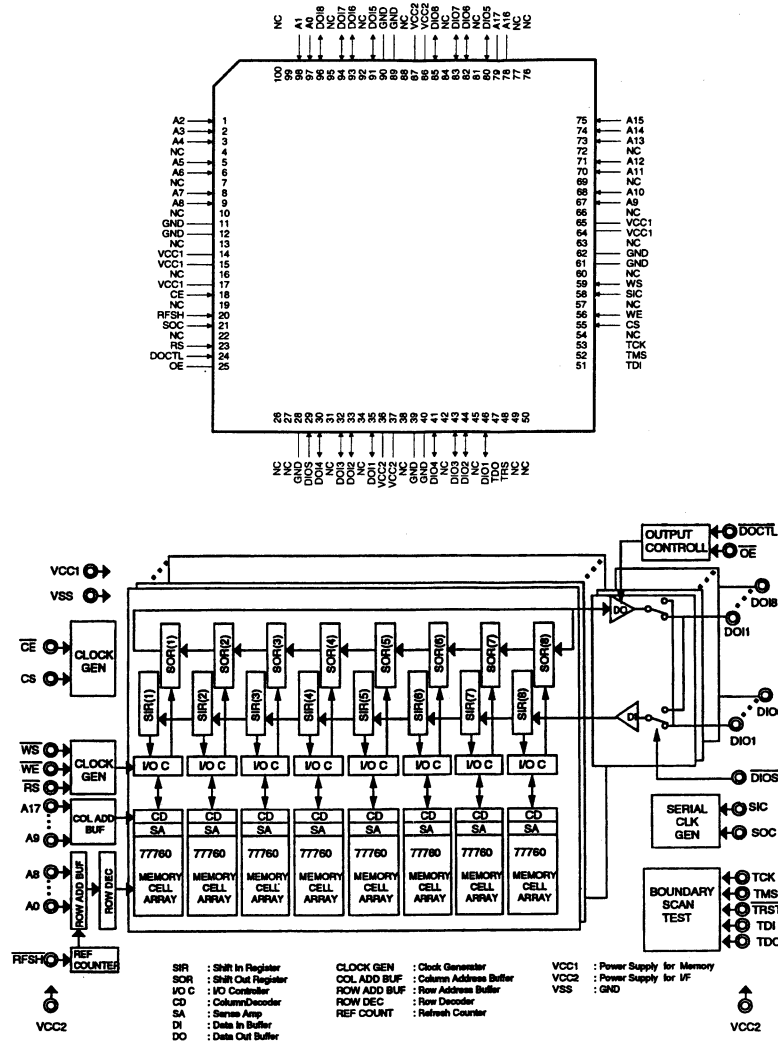 NC A1 A0 DOI8 NC DOI7 DOI6 NC DOI5 GND GND NC VCC2 VCC2 DIO8 NC DIO7 DIO6 NC DIO5 A17 A16 NC NC
100 99 98 97 96 95 94 93 92 91 90 89 88 87 86 85 84 83 82 81 80 79 78 77 76
A2 1 75 A15
A3 2 74 A14
A4 3 73 A13
NC 4 72 NC
A5 5 71 A12
A6 6 70 A11
NC 7 69 NC
A7 8 68 A10
A8 9 67 A9
NC 10 66 NC
GND 11 65 VCC1
GND 12 64 VCC1
NC 13 63 NC
VCC1 14 62 GND
VCC1 15 61 GND
NC 16 60 NC
VCC1 17 59 WS
CE 18 58 SIC
NC 19 57 NC
RFSH 20 56 WE
SOC 21 55 CS
NC 22 54 NC
RS 23 53 TCK
DOCTL 24 52 TMS
OE 25 51 TDI
26 27 28 29 30 31 32 33 34 35 36 37 38 39 40 41 42 43 44 45 46 47 48 49 50
NC NC GND DIOS DOI4 NC DOI3 DOI2 NC DOI1 VCC2 VCC2 NC GND GND DIO4 NC DIO3 DIO2 NC DIO1 TDO TRS NC NC
OUTPUT CONTROLL
DOCTL
OE
VCC1
VSS
DO
DOI8
DOI1
CE
CS
CLOCK GEN
SOR(1) SOR(2) SOR(3) SOR(4) SOR(5) SOR(6) SOR(7) SOR(8)
SIR(1) SIR(2) SIR(3) SIR(4) SIR(5) SIR(6) SIR(7) SIR(8)
DI
DIO1
WS
WE
RS
CLOCK GEN
I/O C I/O C I/O C I/O C I/O C I/O C I/O C I/O C
DIOS
A17
A9
COL ADD BUF
CD CD CD CD CD CD CD CD
SA SA SA SA SA SA SA SA
SERIAL CLK GEN
SIC
SOC
A8
A0
ROW ADD BUF
ROW DEC
77760 77760 77760 77760 77760 77760 77760 77760
MEMORY MEMORY MEMORY MEMORY MEMORY MEMORY MEMORY MEMORY
CELL CELL CELL CELL CELL CELL CELL CELL
ARRAY ARRAY ARRAY ARRAY ARRAY ARRAY ARRAY ARRAY
BOUNDARY SCAN TEST
TCK
TMS
TRST
TDI
TDO
RFSH
REF COUNTER
VCC2
SIR : Shift In Register
SOR : Shift Out Register
I/O C : I/O Controller
CD : ColumnDecoder
SA : Sense Amp
DI : Data In Buffer
DO : Data Out Buffer
CLOCK GEN : Clock Generater
COL ADD BUF : Column Address Buffer
ROW ADD BUF : Row Address Buffer
ROW DEC : Row Decoder
REF COUNT : Refresh Counter
VCC1 : Power Supply for Memory
VCC2 : Power Supply for I/F
VSS : GND
VCC2